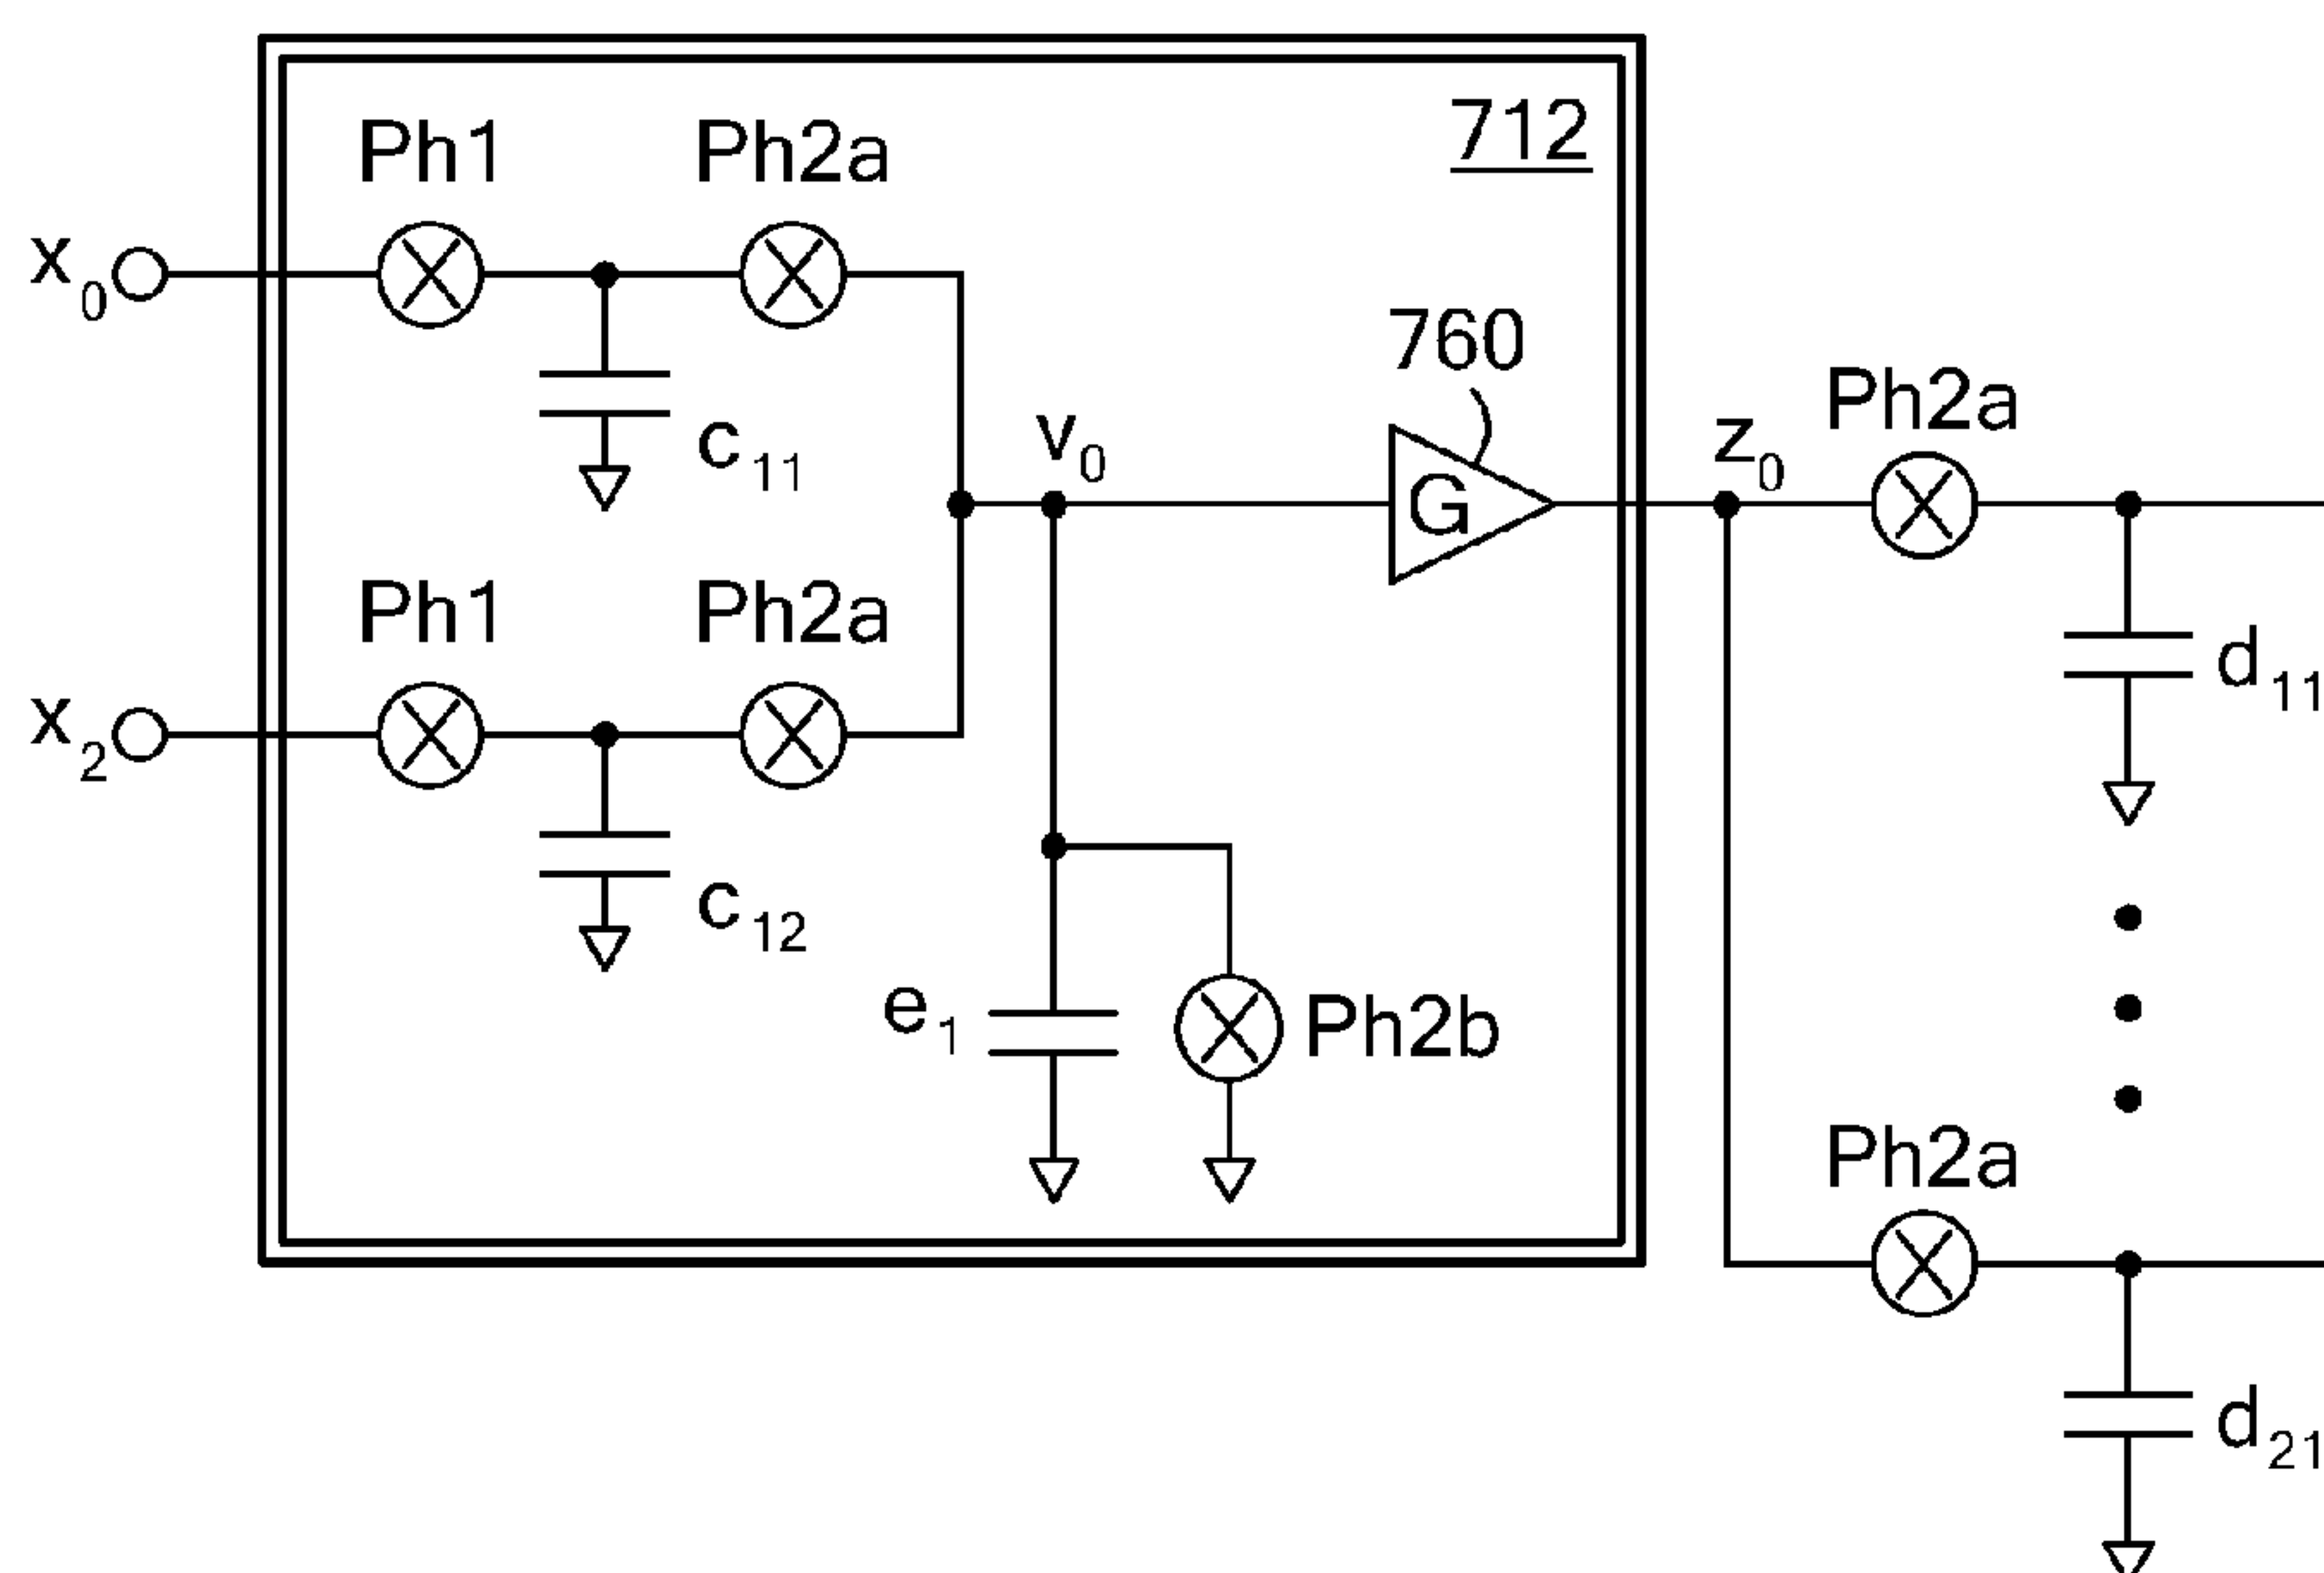 712
Ph1 Ph2a
x0
760
Ph2a
c11
v0
G
z0
Ph1 Ph2a
d11
x2
c12
e1
Ph2b
Ph2a
d21